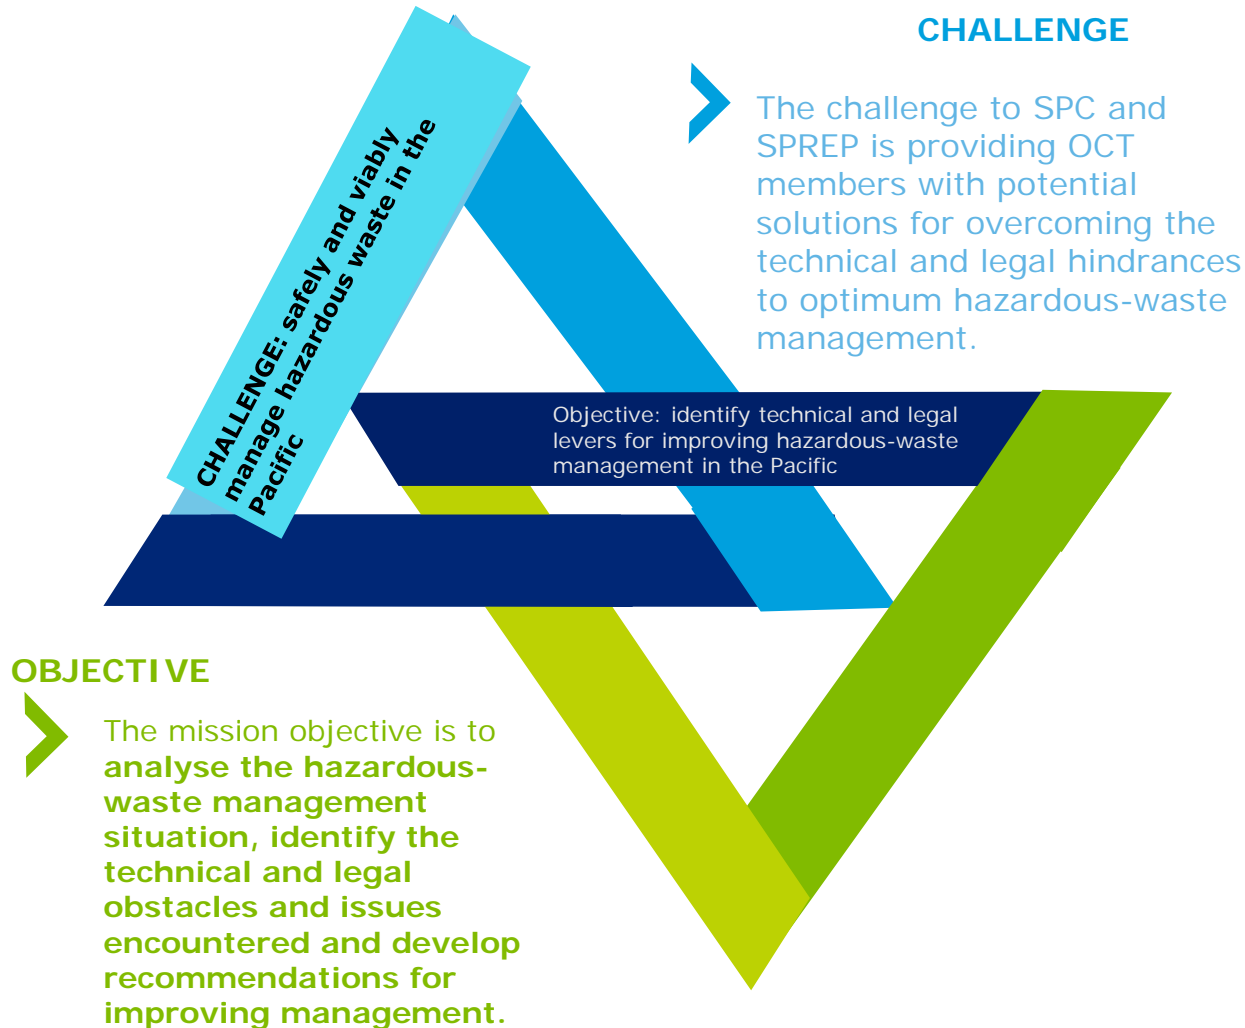 CHALLENGE
The challenge to SPC and
SPREP is providing OCT
members with potential
solutions for overcoming the
technical and legal hindrances
to optimum hazardous-waste
management.
CHALLENGE: safely and viably
manage hazardous waste in the
Pacific
Objective: identify technical and legal
levers for improving hazardous-waste
management in the Pacific
OBJECTIVE
The mission objective is to
analyse the hazardous-
waste management
situation, identify the
technical and legal
obstacles and issues
encountered and develop
recommendations for
improving management.